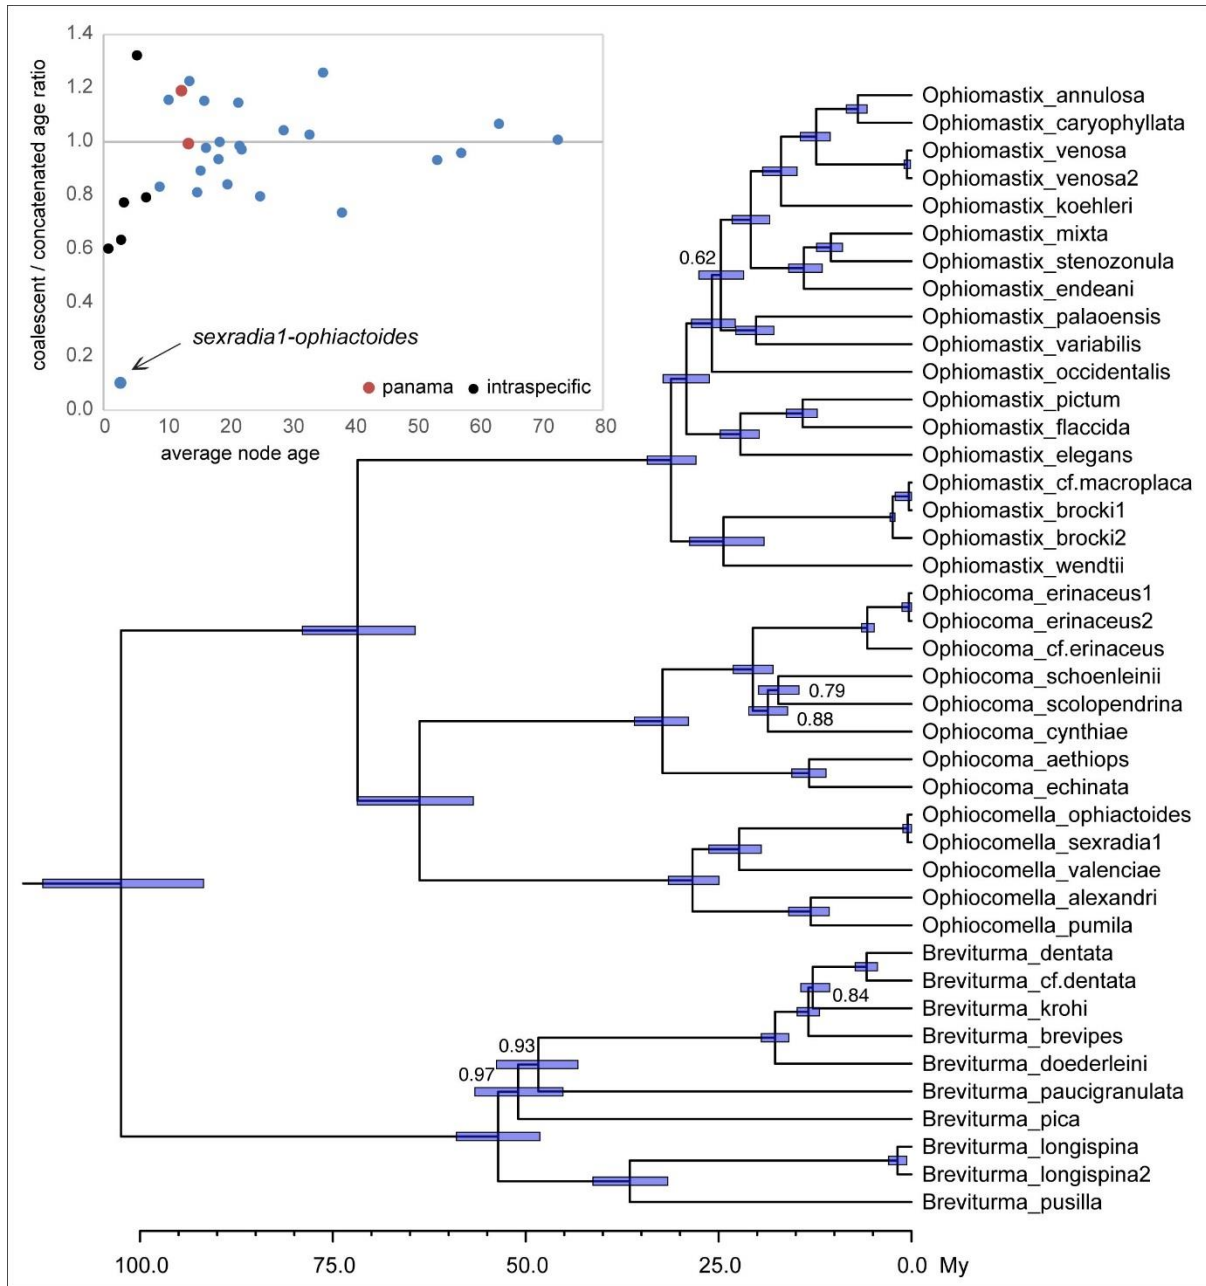 1.4
1.2
1.0
0.8
0.6
0.4
0.2
0.0
coalescent / concatenated age ratio
sexradia1-ophiactoides
panama
intraspecific
0 10 20 30 40 50 60 70 80
average node age
Ophiomastix_annulosa
Ophiomastix_caryophyllata
Ophiomastix_venosa
Ophiomastix_venosa2
Ophiomastix_koehleri
Ophiomastix_mixta
0.62
Ophiomastix_stenozonula
Ophiomastix_endeani
Ophiomastix_palaoensis
Ophiomastix_variabilis
Ophiomastix_occidentalis
Ophiomastix_pictum
Ophiomastix_flaccida
Ophiomastix_elegans
Ophiomastix_cf.macroplaca
Ophiomastix_brocki1
Ophiomastix_brocki2
Ophiomastix_wendtii
Ophiocoma_erinaceus1
Ophiocoma_erinaceus2
Ophiocoma_cf.erinaceus
Ophiocoma_schoenleinii
0.79
Ophiocoma_scolopendrina
0.88
Ophiocoma_cynthiae
Ophiocoma_aethiops
Ophiocoma_echinata
Ophiocomella_ophiactoides
Ophiocomella_sexradia1
Ophiocomella_valenciae
Ophiocomella_alexandri
Ophiocomella_pumila
Breviturma_dentata
Breviturma_cf.dentata
0.84
Breviturma_krohi
Breviturma_brevipes
0.93
Breviturma_doederleini
0.97
Breviturma_paucigranulata
Breviturma_pica
Breviturma_longispina
Breviturma_longispina2
Breviturma_pusilla
100.0 75.0 50.0 25.0 0.0 My